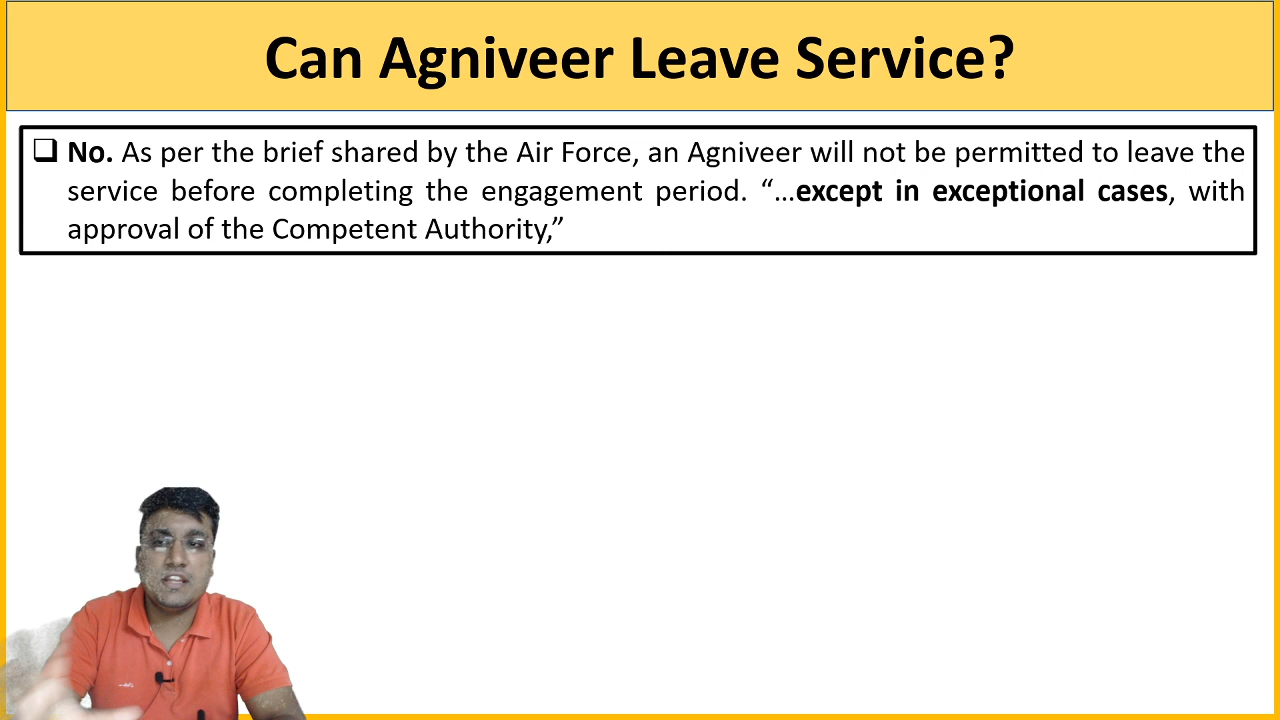 Can Agniveer Leave Service?
No. As per the brief shared by the Air Force, an Agniveer will not be permitted to leave the
service before completing the engagement period. “…except in exceptional cases, with
approval of the Competent Authority,”